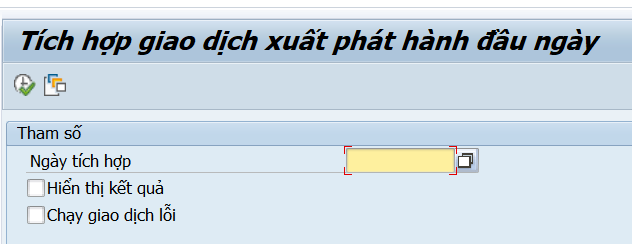 Tích hợp giao dịch xuất phát hành đầu ngày
Tham số
Ngày tích hợp
Hiển thị kết quả
Chạy giao dịch lỗi